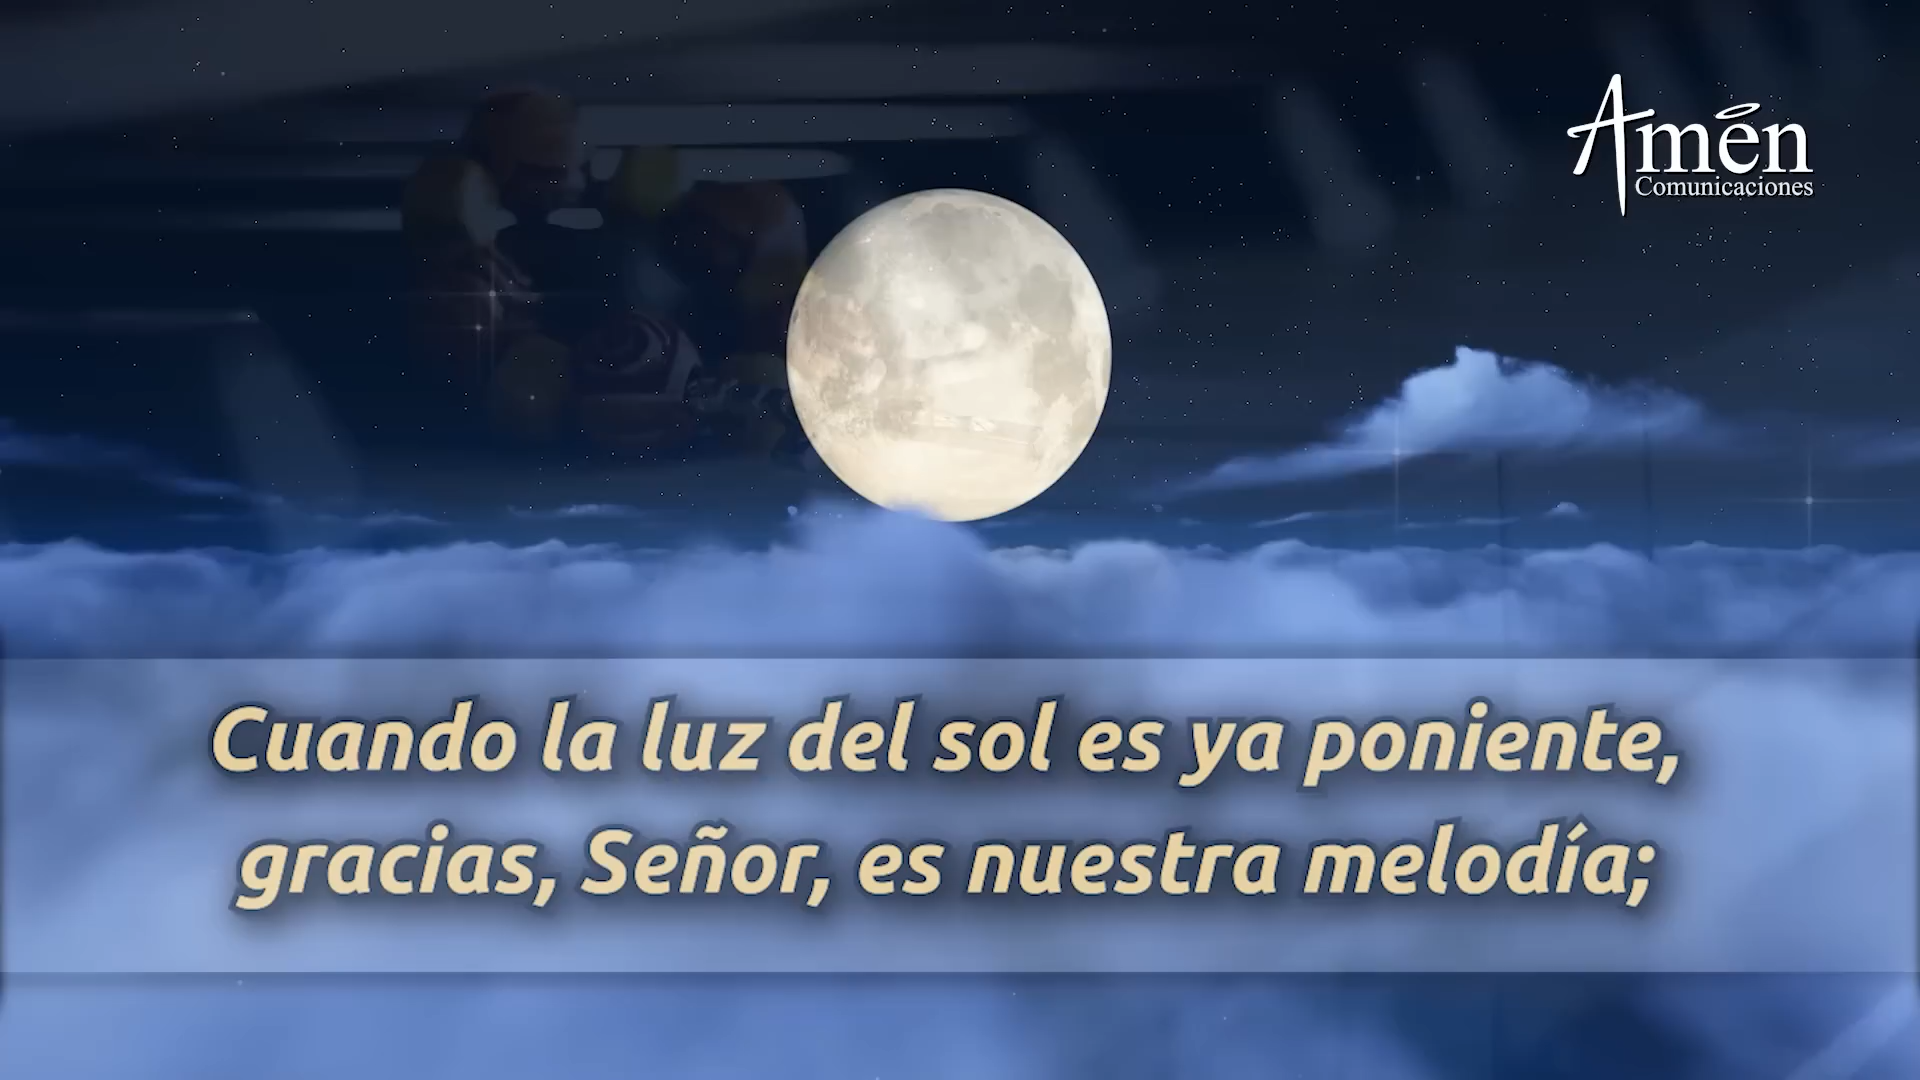 Amén
Comunicaciones
Cuando la luz del sol es ya poniente,
gracias, Señor, es nuestra melodía;